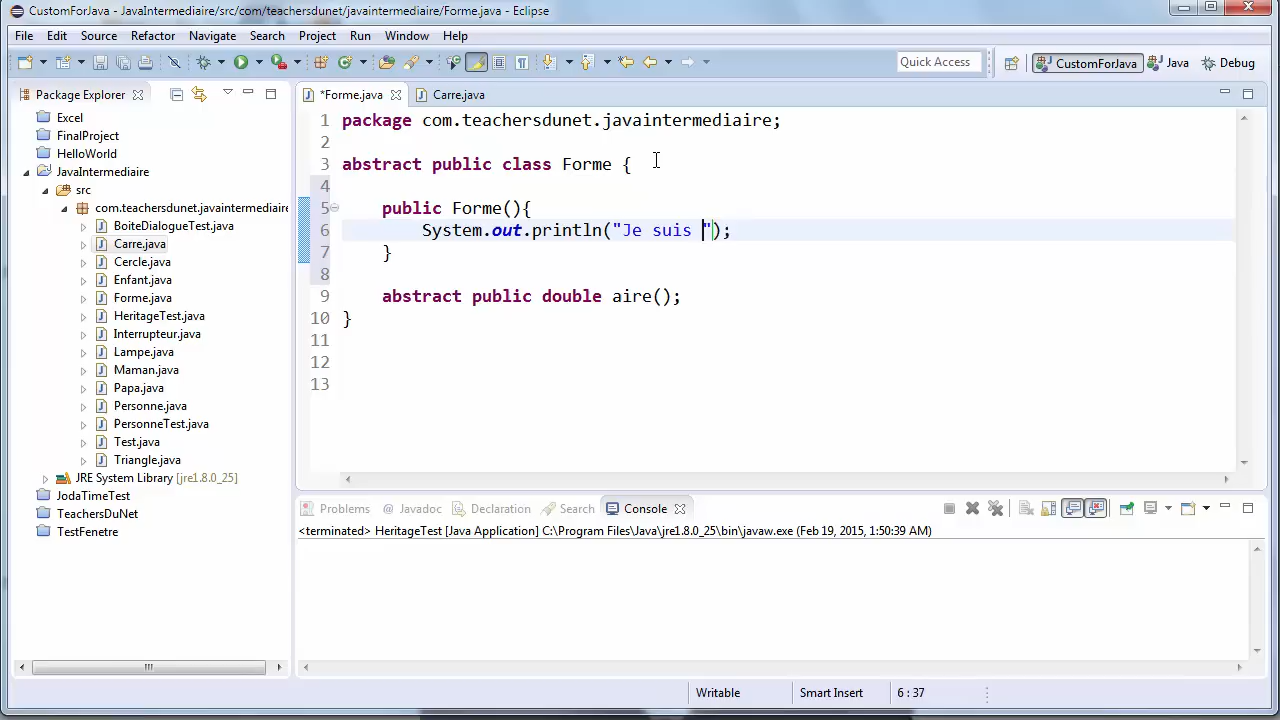 CustomForJava - JavaIntermediaire/src/com/teachersdunet/javaintermediaire/Forme.java - Eclipse
File Edit Source Refactor Navigate Search Project Run Window Help
Quick Access CustomForJava Java Debug
Package Explorer
*Forme.java Carre.java
Excel
FinalProject
HelloWorld
JavaIntermediaire
src
com.teachersdunet.javaintermediaire
BoiteDialogueTest.java
Carre.java
Cercle.java
Enfant.java
Forme.java
HeritageTest.java
Interrupteur.java
Lampe.java
Maman.java
Papa.java
Personne.java
PersonneTest.java
Test.java
Triangle.java
JRE System Library [jre1.8.0_25]
JodaTimeTest
TeachersDuNet
TestFenetre
1 package com.teachersdunet.javaintermediaire;
2
3 abstract public class Forme {
4
5 public Forme(){
6 System.out.println("Je suis ");
7 }
8
9 abstract public double aire();
10 }
11
12
13
Problems Javadoc Declaration Search Console
<terminated> HeritageTest [Java Application] C:\Program Files\Java\jre1.8.0_25\bin\javaw.exe (Feb 19, 2015, 1:50:39 AM)
Writable Smart Insert 6 : 37